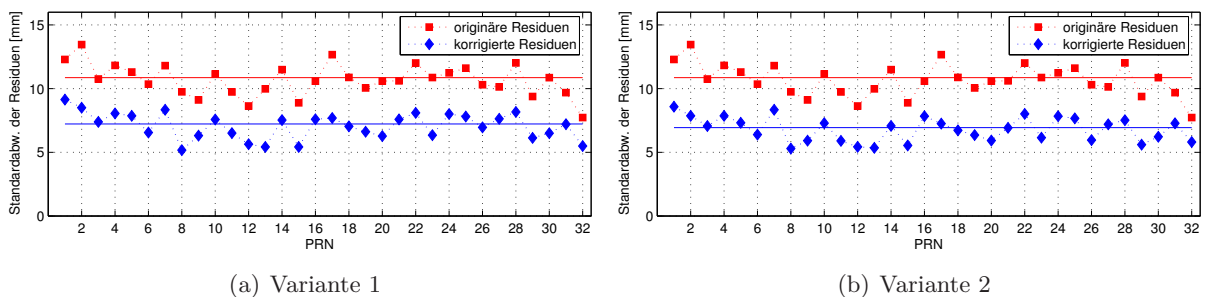 Standardabw. der Residuen [mm]
15
10
5
0
originäre Residuen
korrigierte Residuen
2 4 6 8 10 12 14 16 18 20 22 24 26 28 30 32
PRN
(a) Variante 1
Standardabw. der Residuen [mm]
15
10
5
0
originäre Residuen
korrigierte Residuen
2 4 6 8 10 12 14 16 18 20 22 24 26 28 30 32
PRN
(b) Variante 2